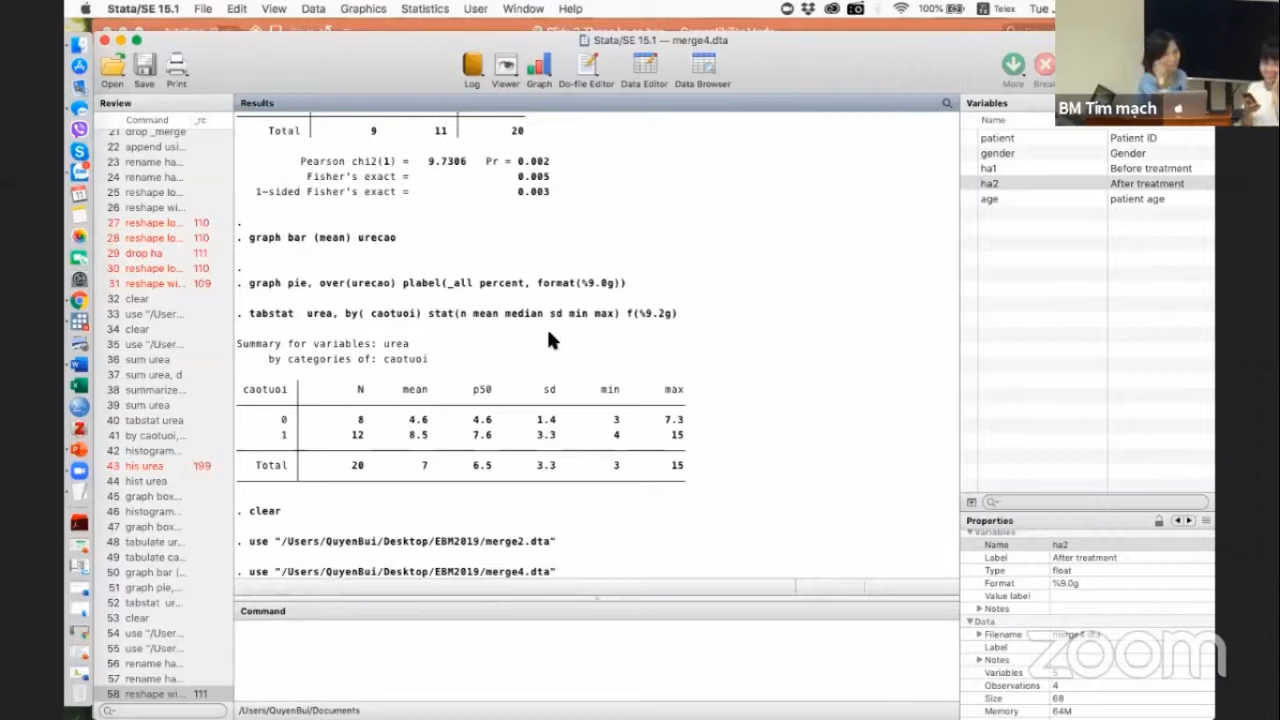 Stata/SE 15.1 File Edit View Data Graphics Statistics User Window Help 100% Telex Tue
Stata/SE 15.1 — merge4.dta
Open Save Print Log Viewer Graph Do-file Editor Data Editor Data Browser More Break
BM Tim mạch
Review
Command _rc
21 drop _merge
22 append usi...
23 rename ha...
24 rename ha...
25 reshape lo...
26 reshape wi...
27 reshape lo... 110
28 reshape lo... 110
29 drop ha 111
30 reshape lo... 110
31 reshape wi... 109
32 clear
33 use "/User...
34 clear
35 use "/User...
36 sum urea
37 sum urea, d
38 summarize...
39 sum urea
40 tabstat urea
41 by caotuoi,...
42 histogram...
43 his urea 199
44 hist urea
45 graph box...
46 histogram...
47 graph box...
48 tabulate ur...
49 tabulate ca...
50 graph bar (...
51 graph pie,...
52 tabstat ur...
53 clear
54 use "/User...
55 use "/User...
56 rename ha...
57 rename ha...
58 reshape wi... 111
Results
Total 9 11 20
Pearson chi2(1) = 9.7306 Pr = 0.002
Fisher's exact = 0.005
1-sided Fisher's exact = 0.003
.
. graph bar (mean) urecao
.
. graph pie, over(urecao) plabel(_all percent, format(%9.0g))
. tabstat urea, by( caotuoi) stat(n mean median sd min max) f(%9.2g)
Summary for variables: urea
by categories of: caotuoi
caotuoi N mean p50 sd min max
0 8 4.6 4.6 1.4 3 7.3
1 12 8.5 7.6 3.3 4 15
Total 20 7 6.5 3.3 3 15
. clear
. use "/Users/QuyenBui/Desktop/EBM2019/merge2.dta"
. use "/Users/QuyenBui/Desktop/EBM2019/merge4.dta"
Command
/Users/QuyenBui/Documents
Variables
Name
patient Patient ID
gender Gender
ha1 Before treatment
ha2 After treatment
age patient age
Properties
Variables
Name ha2
Label After treatment
Type float
Format %9.0g
Value label
Notes
Data
Filename merge4.dta
Label
Notes
Variables 5
Observations 4
Size 68
Memory 64M
zoom